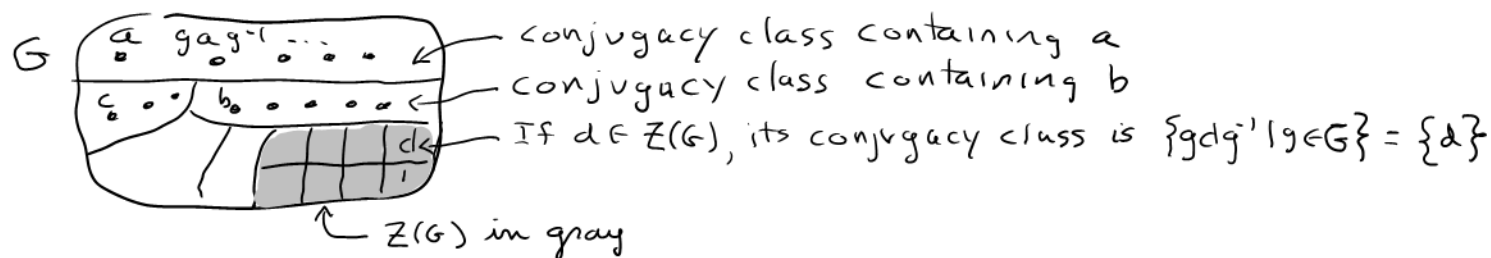 a gag⁻¹ ...
G
conjugacy class containing a
conjugacy class containing b
c b
If d ∈ Z(G), its conjugacy class is {gdg⁻¹ | g ∈ G} = {d}
d
1
Z(G) in gray